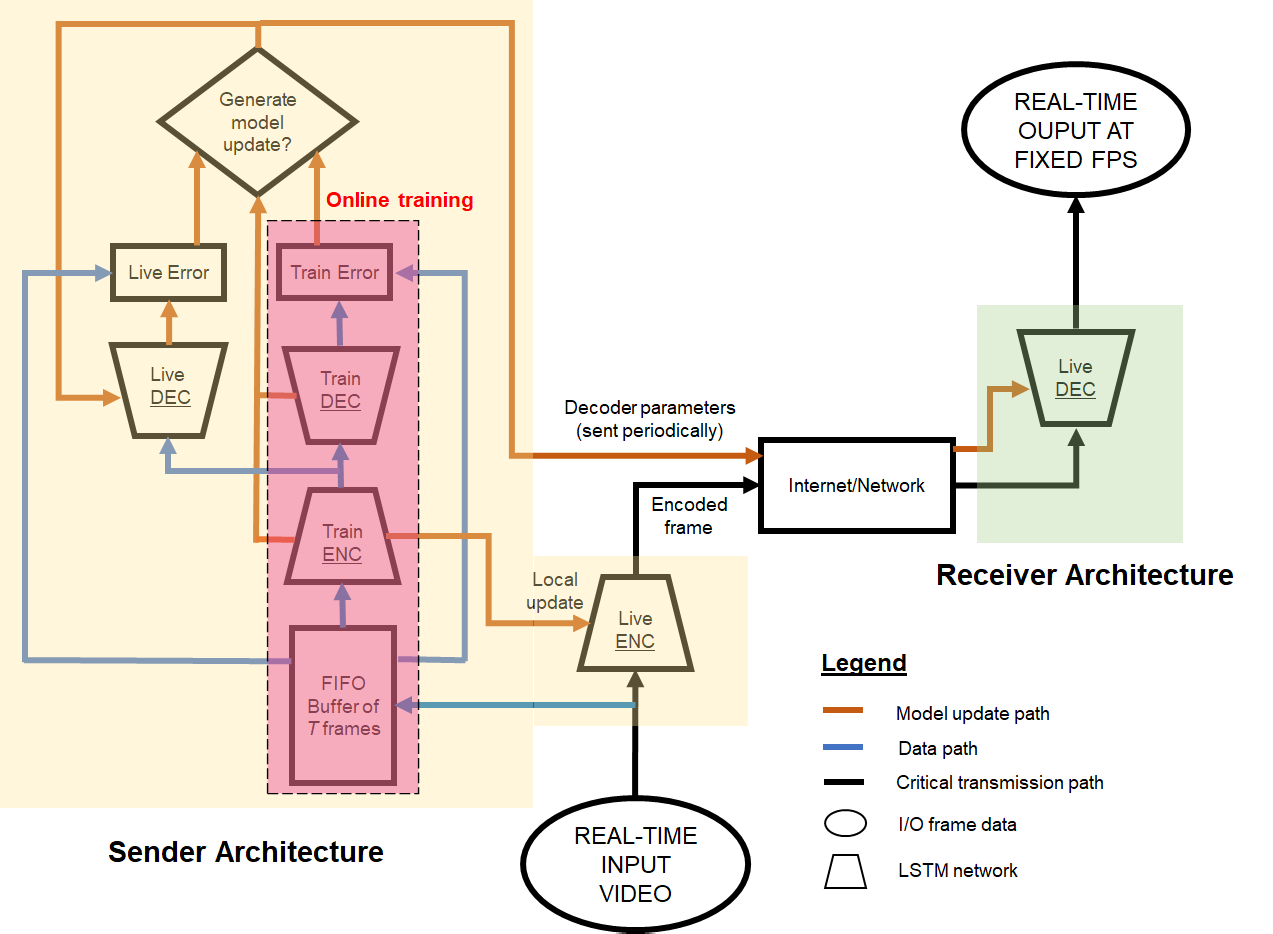 Generate
model
update?
Online training
Live Error
Train Error
Live
DEC
Train
DEC
Train
ENC
FIFO
Buffer of
T frames
Sender Architecture
REAL-TIME
OUPUT AT
FIXED FPS
Live
DEC
Decoder parameters
(sent periodically)
Internet/Network
Encoded
frame
Local
update
Live
ENC
Receiver Architecture
REAL-TIME
INPUT
VIDEO
Legend
Model update path
Data path
Critical transmission path
I/O frame data
LSTM network